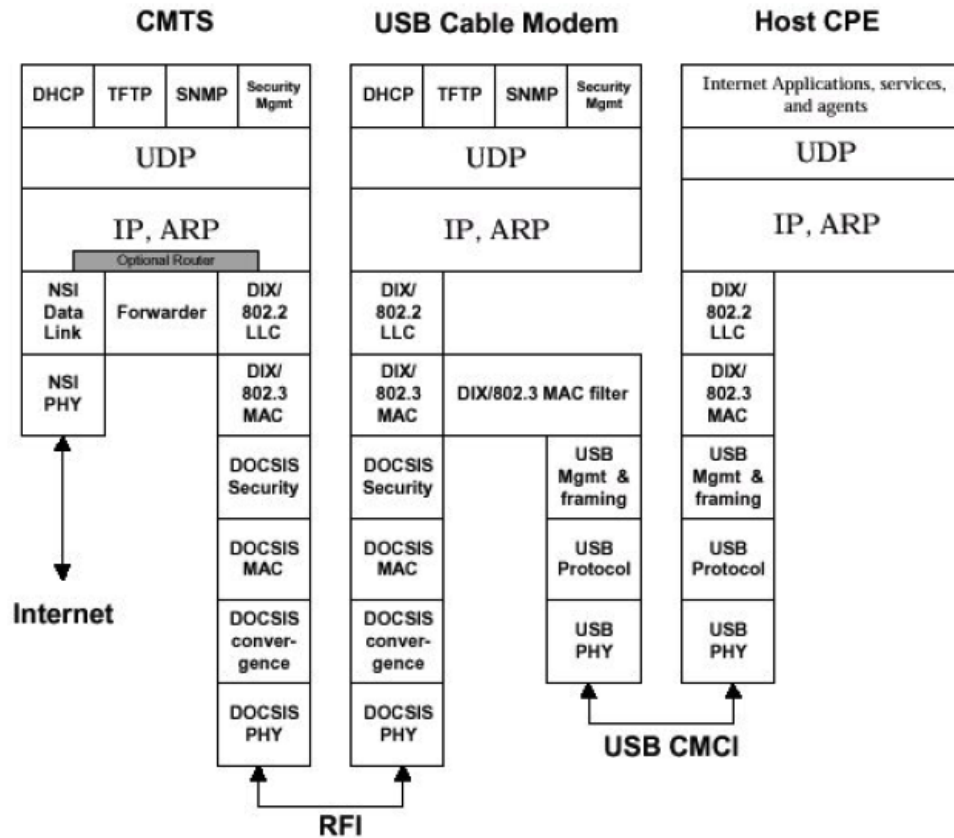 CMTS
USB Cable Modem
Host CPE
DHCP
TFTP
SNMP
Security
Mgmt
UDP
IP, ARP
Optional Router
NSI
Data
Link
Forwarder
DIX/
802.2
LLC
NSI
PHY
DIX/
802.3
MAC
DOCSIS
Security
DOCSIS
MAC
DOCSIS
conver-
gence
DOCSIS
PHY
Internet
DHCP
TFTP
SNMP
Security
Mgmt
UDP
IP, ARP
DIX/
802.2
LLC
DIX/
802.3
MAC
DIX/802.3 MAC filter
DOCSIS
Security
DOCSIS
MAC
DOCSIS
conver-
gence
DOCSIS
PHY
USB
Mgmt &
framing
USB
Protocol
USB
PHY
Internet Applications, services,
and agents
UDP
IP, ARP
DIX/
802.2
LLC
DIX/
802.3
MAC
USB
Mgmt &
framing
USB
Protocol
USB
PHY
USB CMCI
RFI